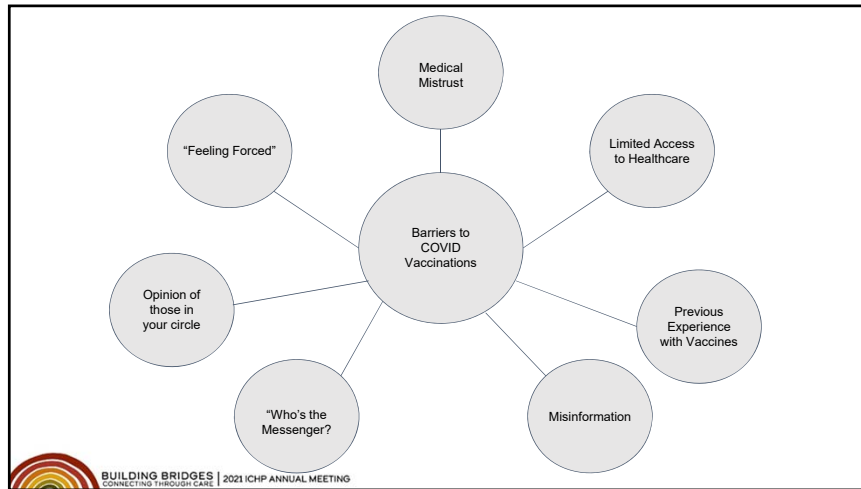 Medical
Mistrust
"Feeling Forced"
Limited Access
to Healthcare
Barriers to
COVID
Vaccinations
Opinion of
those in
your circle
Previous
Experience
with Vaccines
"Who's the
Messenger?
Misinformation
BUILDING BRIDGES | 2021 ICHP ANNUAL MEETING
CONNECTING THROUGH CARE